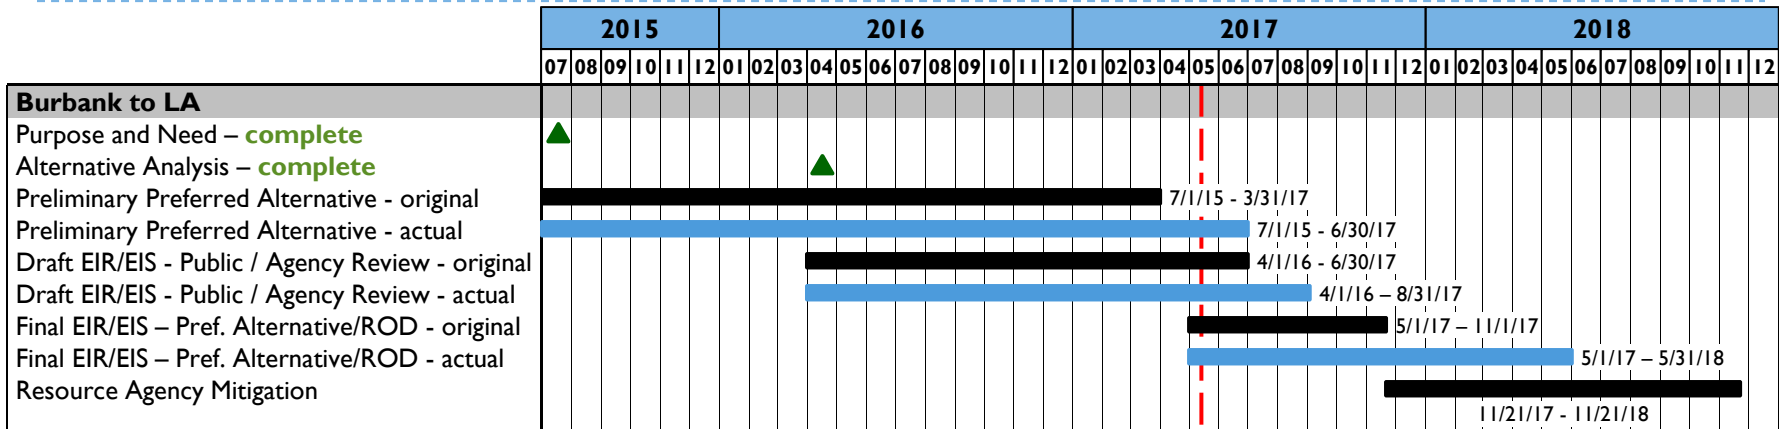 2015 2016 2017 2018
07 08 09 10 11 12 01 02 03 04 05 06 07 08 09 10 11 12 01 02 03 04 05 06 07 08 09 10 11 12 01 02 03 04 05 06 07 08 09 10 11 12
Burbank to LA
Purpose and Need – complete
Alternative Analysis – complete
Preliminary Preferred Alternative - original 7/1/15 - 3/31/17
Preliminary Preferred Alternative - actual 7/1/15 - 6/30/17
Draft EIR/EIS - Public / Agency Review - original 4/1/16 - 6/30/17
Draft EIR/EIS - Public / Agency Review - actual 4/1/16 – 8/31/17
Final EIR/EIS – Pref. Alternative/ROD - original 5/1/17 – 11/1/17
Final EIR/EIS – Pref. Alternative/ROD - actual 5/1/17 – 5/31/18
Resource Agency Mitigation
11/21/17 - 11/21/18